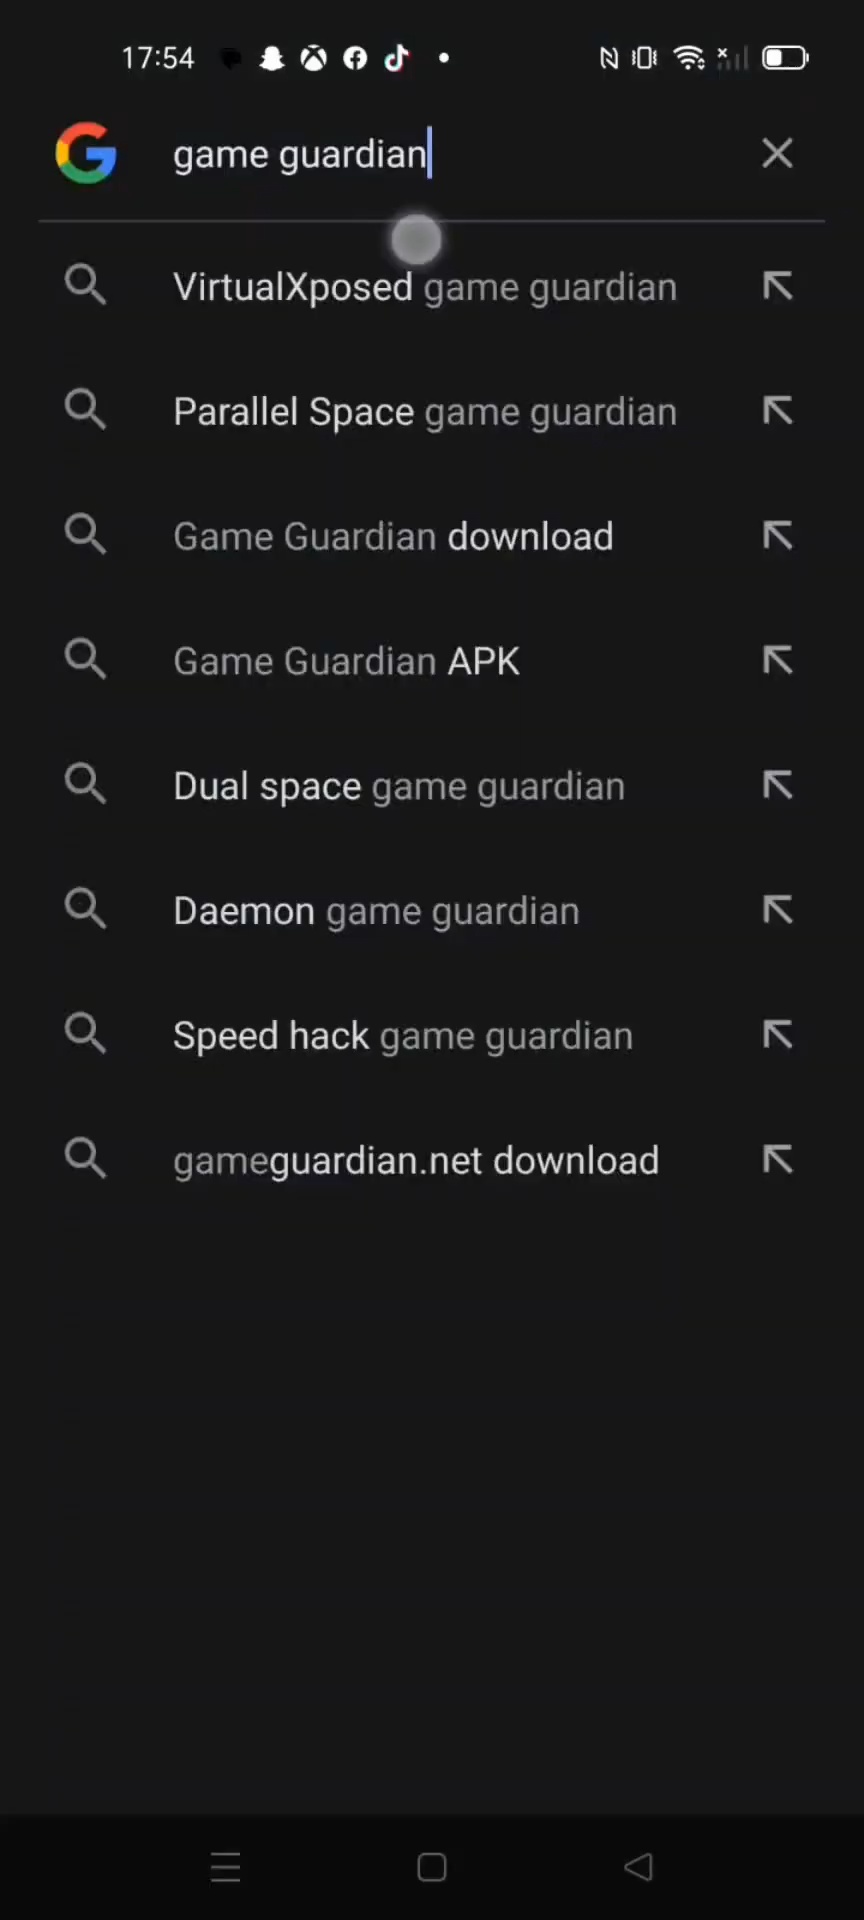 17:54
game guardian
VirtualXposed game guardian
Parallel Space game guardian
Game Guardian download
Game Guardian APK
Dual space game guardian
Daemon game guardian
Speed hack game guardian
gameguardian.net download